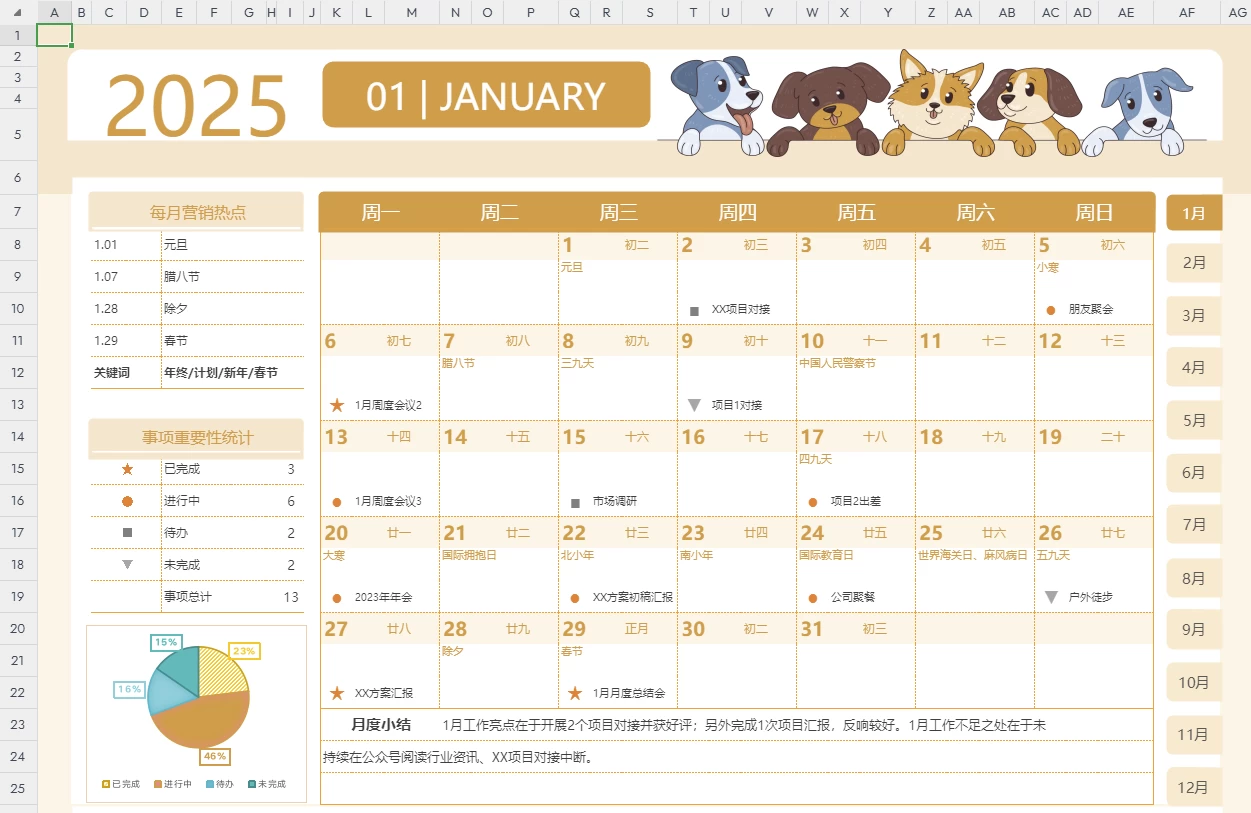 A B C D E F G H I J K L M N O P Q R S T U V W X Y Z AA AB AC AD AE AF AG
1
2
3
4
5
6
7
8
9
10
11
12
13
14
15
16
17
18
19
20
21
22
23
24
25
2025
01 | JANUARY
每月营销热点
1.01 元旦
1.07 腊八节
1.28 除夕
1.29 春节
关键词 年终/计划/新年/春节
事项重要性统计
已完成 3
进行中 6
待办 2
未完成 2
事项总计 13
15%
23%
16%
46%
已完成 进行中 待办 未完成
周一 周二 周三 周四 周五 周六 周日
1 初二 2 初三 3 初四 4 初五 5 初六
元旦 小寒
XX项目对接 朋友聚会
6 初七 7 初八 8 初九 9 初十 10 十一 11 十二 12 十三
腊八节 三九天 中国人民警察节
1月周度会议2 项目1对接
13 十四 14 十五 15 十六 16 十七 17 十八 18 十九 19 二十
四九天
1月周度会议3 市场调研 项目2出差
20 廿一 21 廿二 22 廿三 23 廿四 24 廿五 25 廿六 26 廿七
大寒 国际拥抱日 北小年 南小年 国际教育日 世界海关日、麻风病日 五九天
2023年年会 XX方案初稿汇报 公司聚餐 户外徒步
27 廿八 28 廿九 29 正月 30 初二 31 初三
除夕 春节
XX方案汇报 1月月度总结会
月度小结 1月工作亮点在于开展2个项目对接并获好评；另外完成1次项目汇报，反响较好。1月工作不足之处在于未
持续在公众号阅读行业资讯、XX项目对接中断。
1月
2月
3月
4月
5月
6月
7月
8月
9月
10月
11月
12月